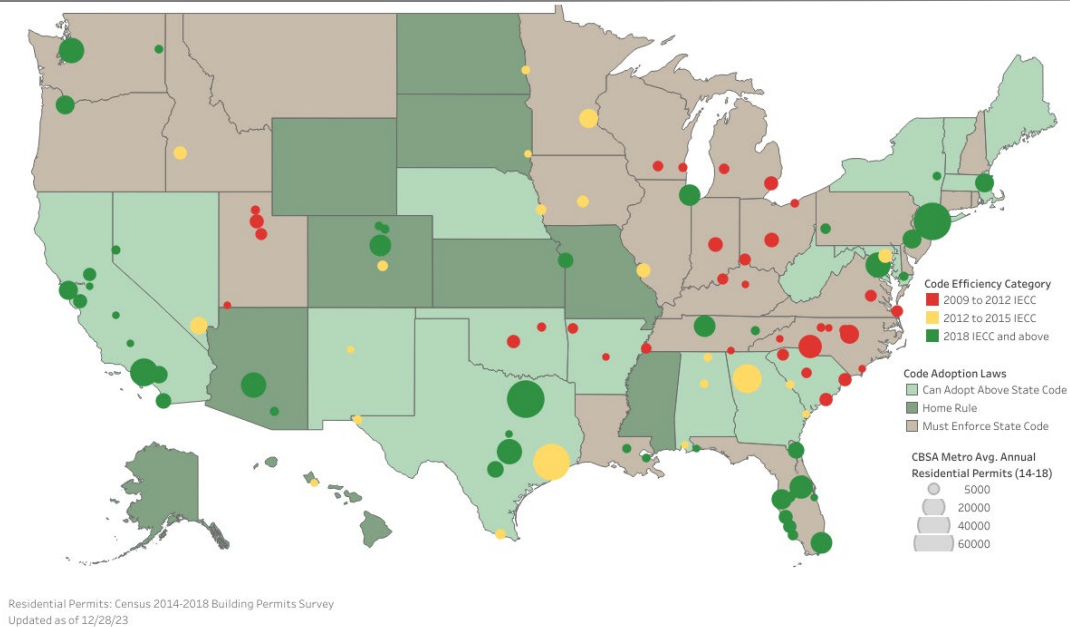 Code Efficiency Category
2009 to 2012 IECC
2012 to 2015 IECC
2018 IECC and above
Code Adoption Laws
Can Adopt Above State Code
Home Rule
Must Enforce State Code
CBSA Metro Avg. Annual
Residential Permits (14-18)
5000
20000
40000
60000
Residential Permits: Census 2014-2018 Building Permits Survey
Updated as of 12/28/23